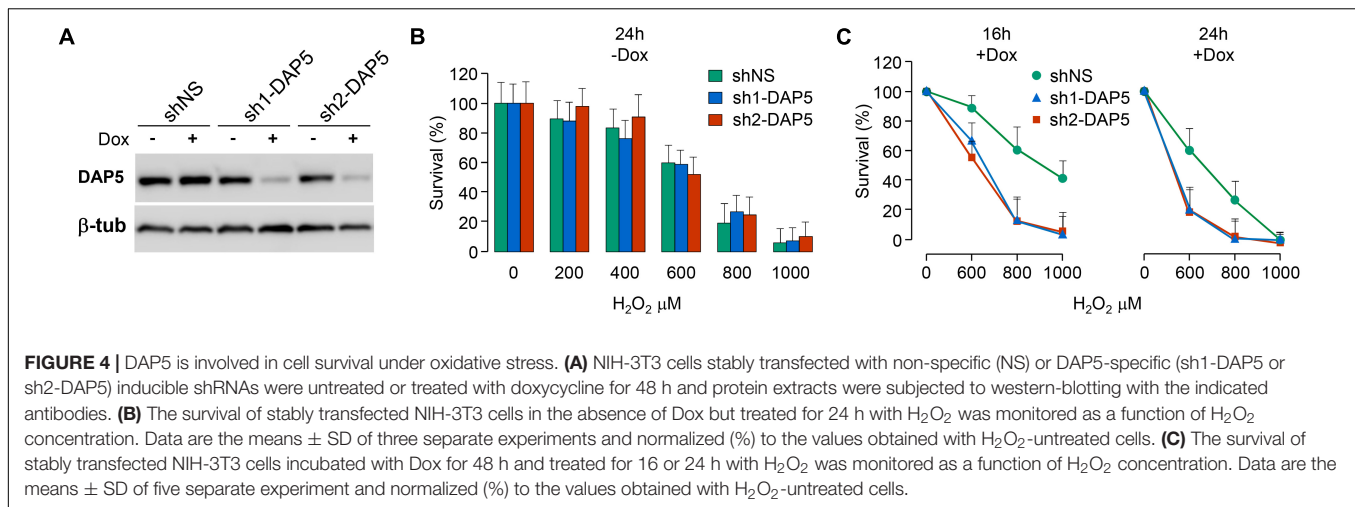 A
shNS
sh1-DAP5
sh2-DAP5
Dox - + - + - +
DAP5
β-tub
B
24h
-Dox
shNS
sh1-DAP5
sh2-DAP5
Survival (%)
120
100
80
60
40
20
0
0 200 400 600 800 1000
H₂O₂ μM
C
16h
+Dox
24h
+Dox
shNS
sh1-DAP5
sh2-DAP5
Survival (%)
120
100
80
60
40
20
0
0 600 800 1000
0 600 800 1000
H₂O₂ μM
FIGURE 4 | DAP5 is involved in cell survival under oxidative stress. (A) NIH-3T3 cells stably transfected with non-specific (NS) or DAP5-specific (sh1-DAP5 or
sh2-DAP5) inducible shRNAs were untreated or treated with doxycycline for 48 h and protein extracts were subjected to western-blotting with the indicated
antibodies. (B) The survival of stably transfected NIH-3T3 cells in the absence of Dox but treated for 24 h with H₂O₂ was monitored as a function of H₂O₂
concentration. Data are the means ± SD of three separate experiments and normalized (%) to the values obtained with H₂O₂-untreated cells. (C) The survival of
stably transfected NIH-3T3 cells incubated with Dox for 48 h and treated for 16 or 24 h with H₂O₂ was monitored as a function of H₂O₂ concentration. Data are the
means ± SD of five separate experiment and normalized (%) to the values obtained with H₂O₂-untreated cells.